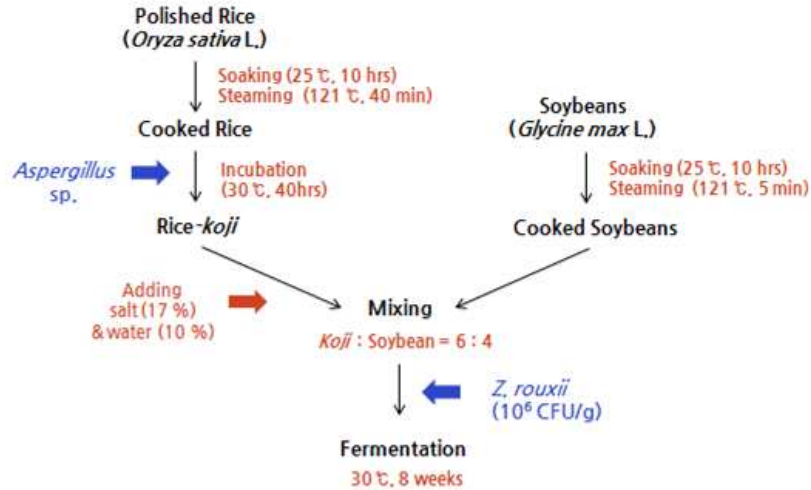 Polished Rice
(Oryza sativa L.)
Soaking (25℃, 10 hrs)
Steaming (121℃, 40 min)
Cooked Rice
Soybeans
(Glycine max L.)
Aspergillus
sp.
Incubation
(30℃, 40hrs)
Soaking (25℃, 10 hrs)
Steaming (121℃, 5 min)
Rice-koji
Cooked Soybeans
Adding
salt (17 %)
& water (10 %)
Mixing
Koji : Soybean = 6 : 4
Z. rouxii
(10⁶ CFU/g)
Fermentation
30℃, 8 weeks